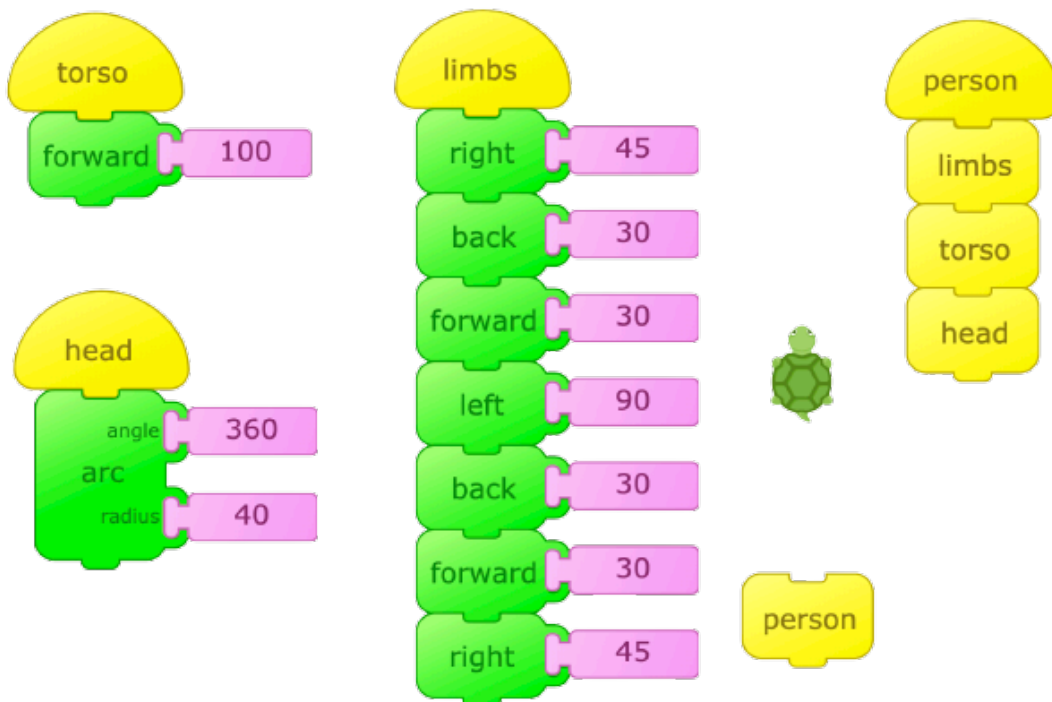 torso
forward 100
head
angle 360
arc
radius 40
limbs
right 45
back 30
forward 30
left 90
back 30
forward 30
right 45
person
limbs
torso
head
person